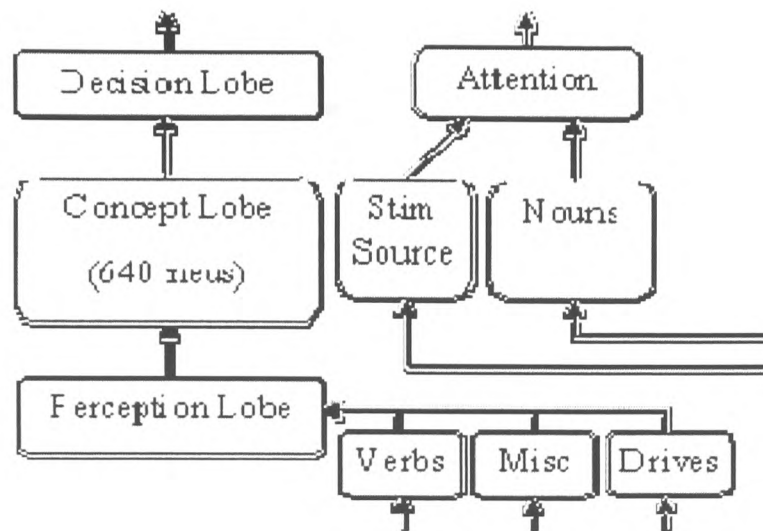 Decision Lobe
Attention
Concept Lobe
(640 neus)
Stim
Source
Nouns
Perception Lobe
Verbs
Misc
Drives